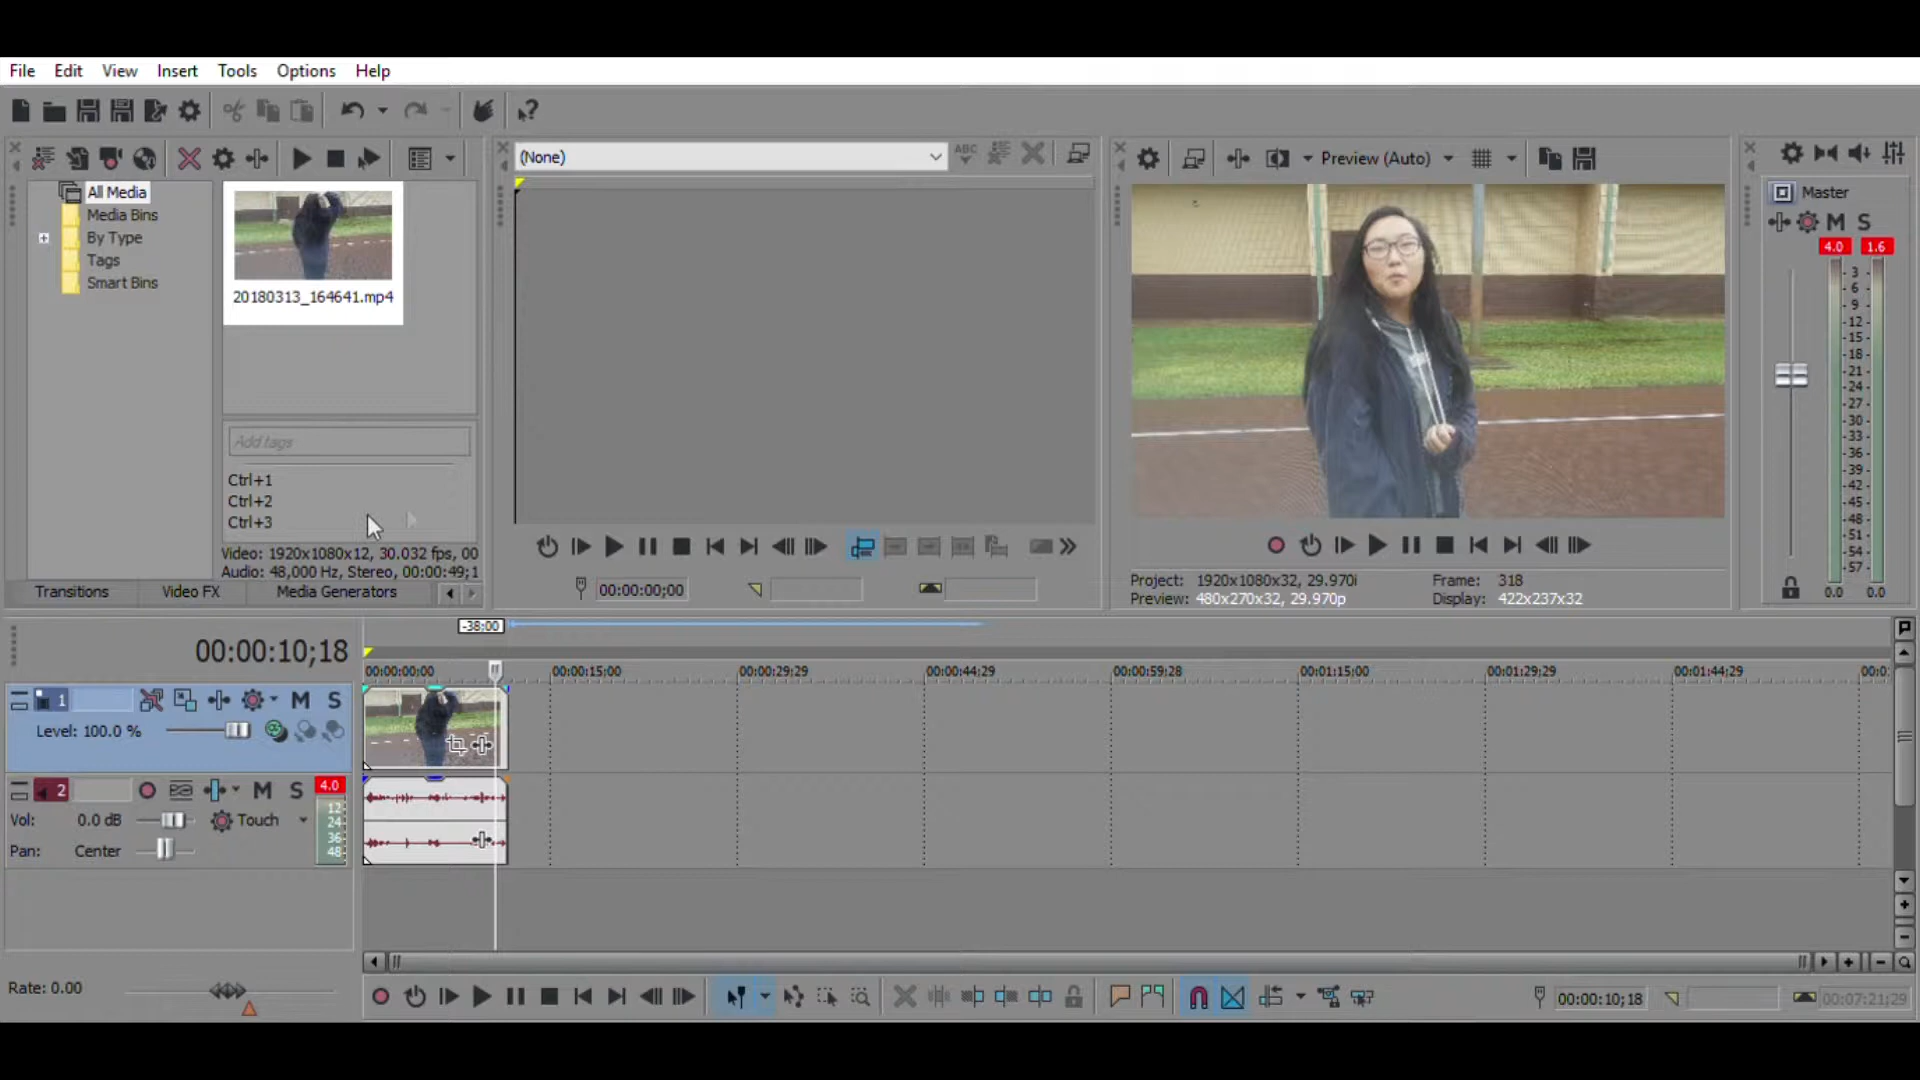 File Edit View Insert Tools Options Help
(None)
ABC
Preview (Auto)
All Media
Media Bins
By Type
Tags
Smart Bins
20180313_164641.mp4
Add tags
Ctrl+1
Ctrl+2
Ctrl+3
Video: 1920x1080x12, 30.032 fps, 00
Audio: 48,000 Hz, Stereo, 00:00:49;1
Transitions Video FX Media Generators
00:00:00;00
Project: 1920x1080x32, 29.970i
Preview: 480x270x32, 29.970p
Frame: 318
Display: 422x237x32
Master
M S
4.0 1.6
- 3 -
- 6 -
- 9 -
-12-
-15-
-18-
-21-
-24-
-27-
-30-
-33-
-36-
-39-
-42-
-45-
-48-
-51-
-54-
-57-
0.0 0.0
-38:00
00:00:10;18
00:00:00;00 00:00:15;00 00:00:29;29 00:00:44;29 00:00:59;28 00:01:15;00 00:01:29;29 00:01:44;29 00:0
1 M S
Level: 100.0 %
2 M S 4.0
Vol: 0.0 dB Touch
Pan: Center
12
24
36
48
Rate: 0.00
00:00:10;18 00:07:21;29